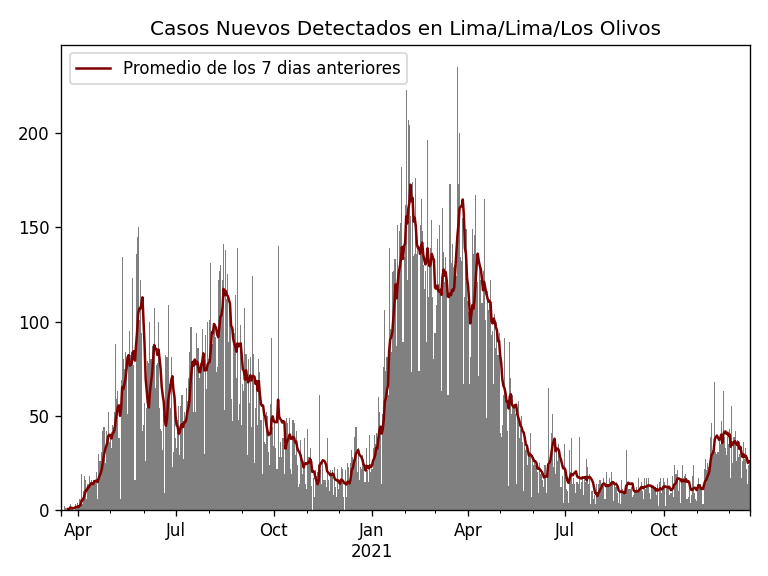 Casos Nuevos Detectados en Lima/Lima/Los Olivos
Promedio de los 7 dias anteriores
200
150
100
50
0
Apr Jul Oct Jan Apr Jul Oct
2021